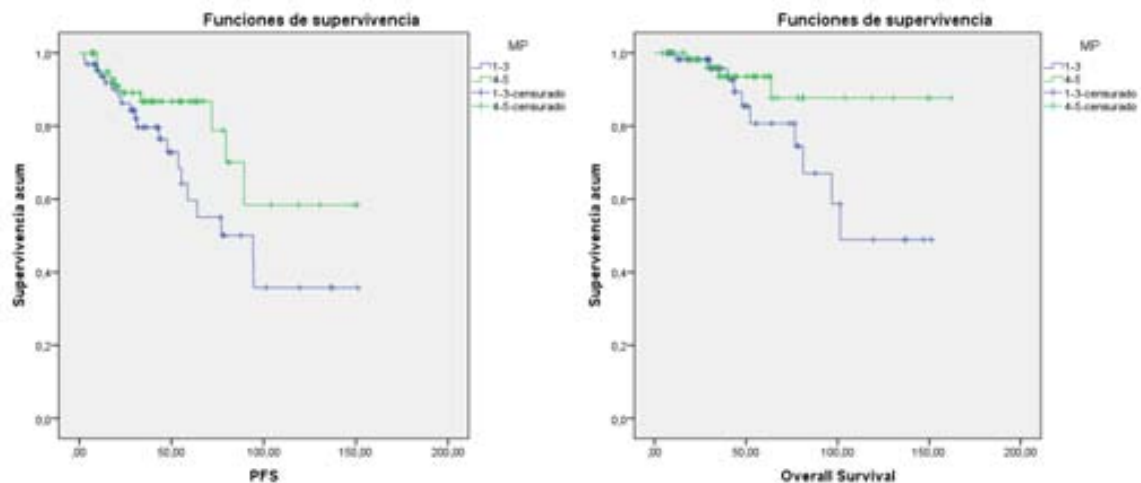 Funciones de supervivencia
MP
1-3
4-5
1-3-censurado
4-5-censurado
Supervivencia acum
1,0
0,8
0,6
0,4
0,2
0,0
,00
50,00
100,00
150,00
200,00
PFS
Funciones de supervivencia
MP
1-3
4-5
1-3-censurado
4-5-censurado
Supervivencia acum
1,0
0,8
0,6
0,4
0,2
0,0
,00
50,00
100,00
150,00
200,00
Overall Survival